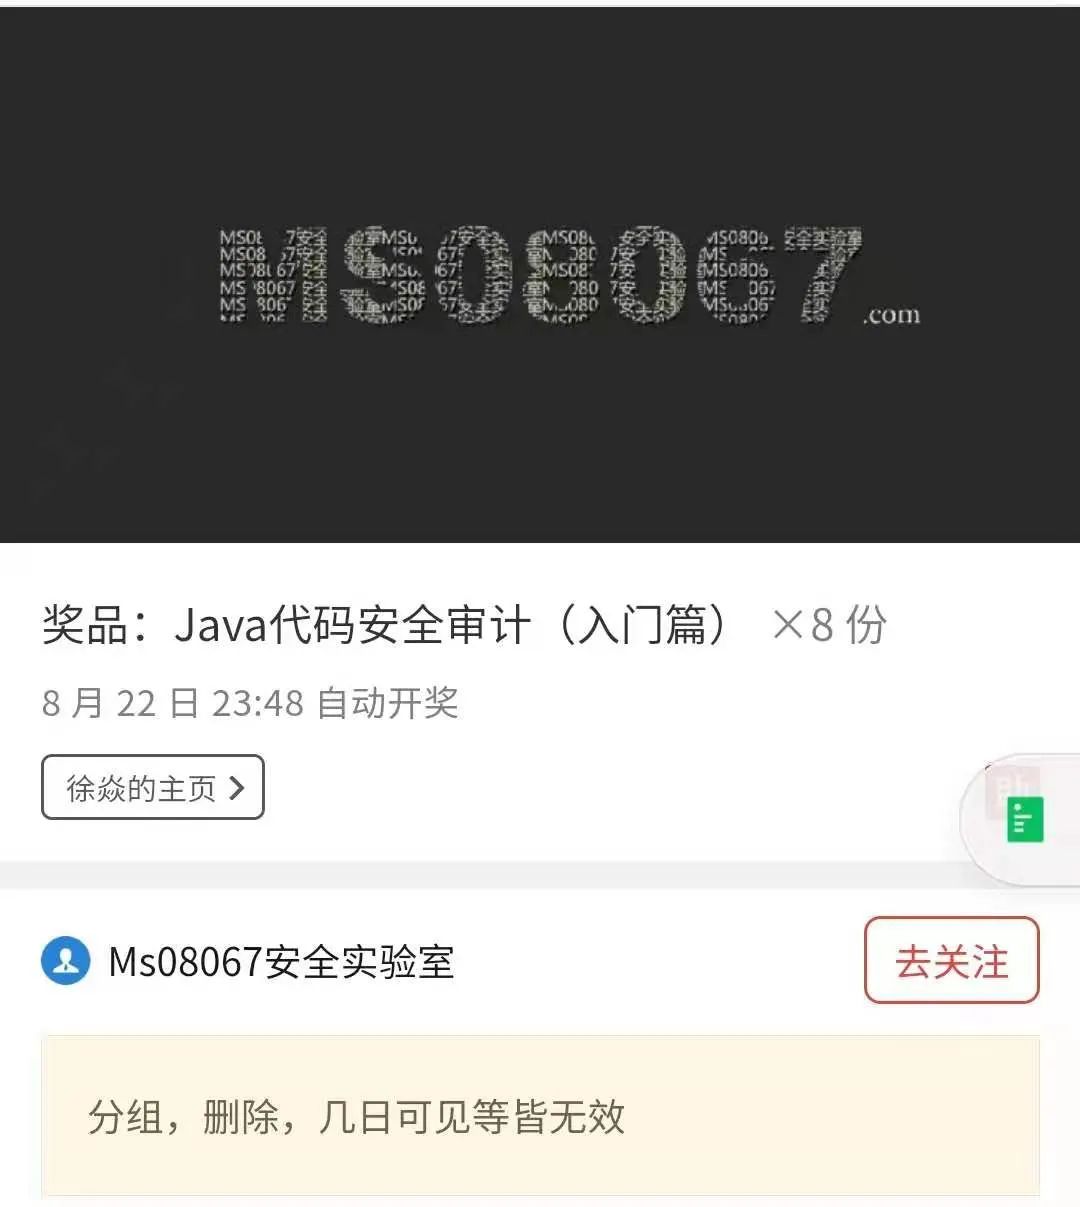 MS08067
.com
奖品：Java代码安全审计（入门篇） ×8 份
8 月 22 日 23:48 自动开奖
徐焱的主页
Ms08067安全实验室
去关注
分组，删除，几日可见等皆无效